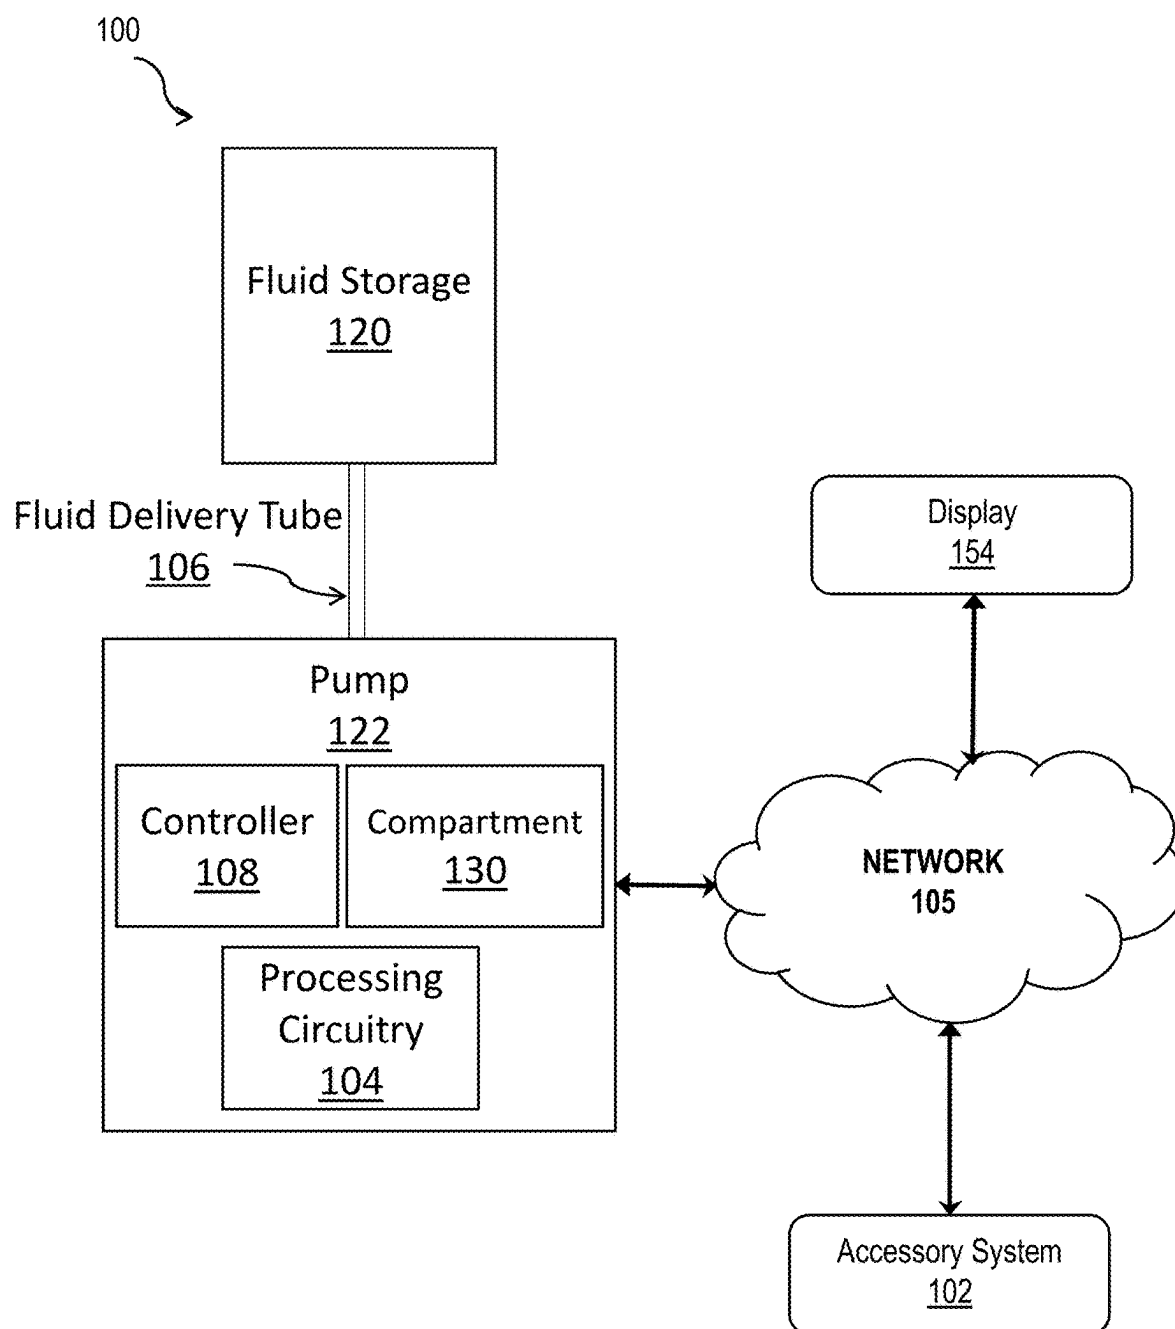 100
Fluid Storage
120
Fluid Delivery Tube
106
Display
154
Pump
122
Controller
108
Compartment
130
NETWORK
105
Processing
Circuitry
104
Accessory System
102